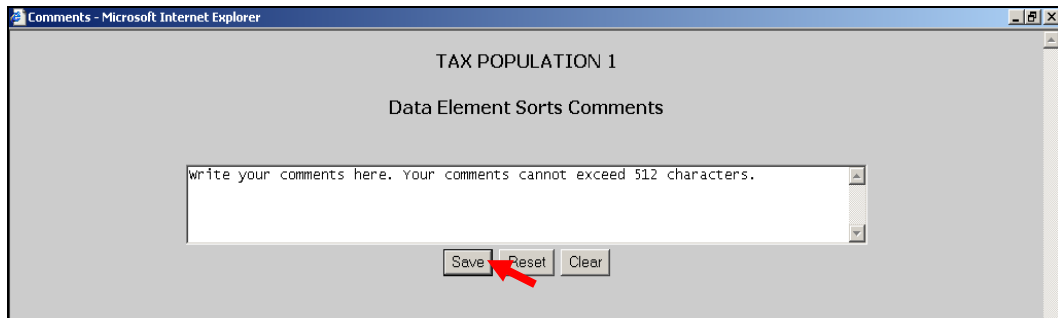 Comments - Microsoft Internet Explorer
TAX POPULATION 1
Data Element Sorts Comments
Write your comments here. Your comments cannot exceed 512 characters.
Save Reset Clear